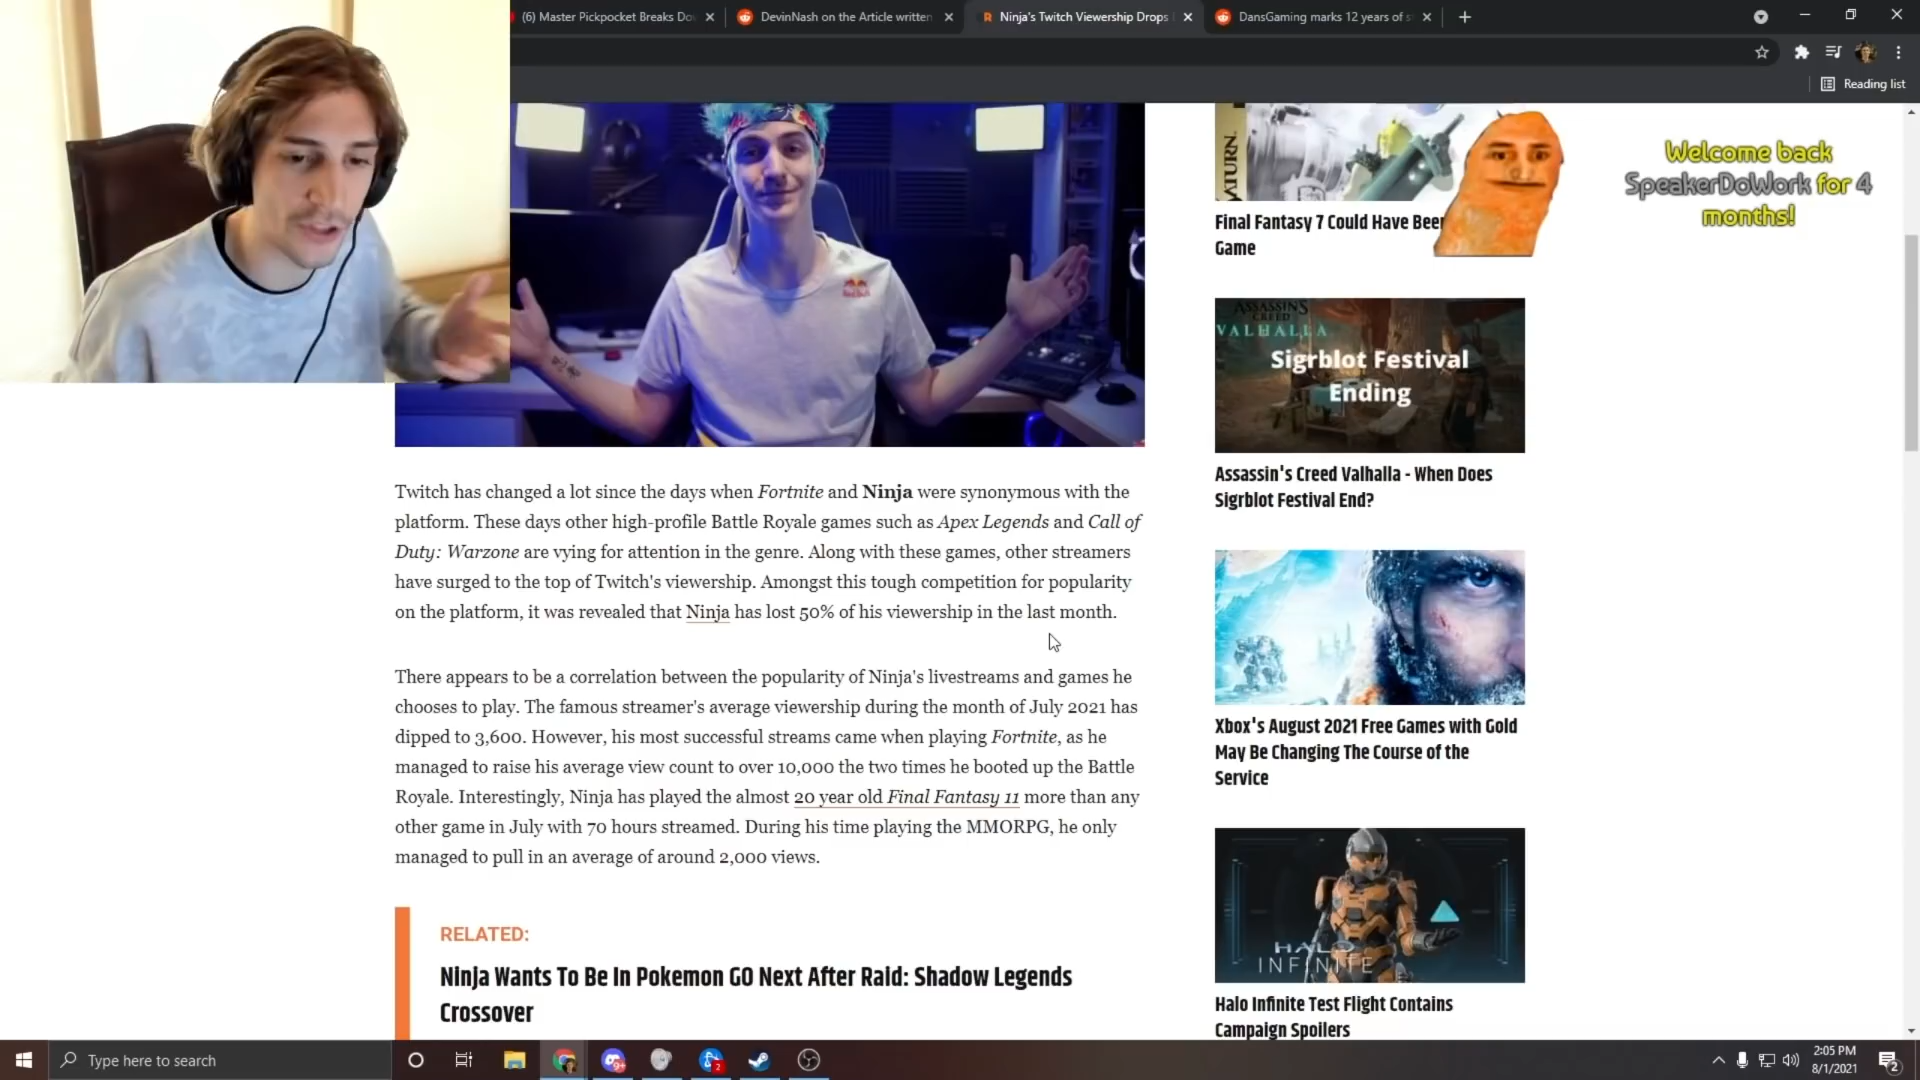 (6) Master Pickpocket Breaks Do
DevinNash on the Article written
Ninja's Twitch Viewership Drops
DansGaming marks 12 years of s
Reading list
Welcome back
SpeakerDoWork for 4
months!
ATURN
Final Fantasy 7 Could Have Been
Game
ASSASSIN'S
CREED
VALHALLA
Sigrblot Festival
Ending
Assassin's Creed Valhalla - When Does
Sigrblot Festival End?
Red Bull
Twitch has changed a lot since the days when Fortnite and Ninja were synonymous with the
platform. These days other high-profile Battle Royale games such as Apex Legends and Call of
Duty: Warzone are vying for attention in the genre. Along with these games, other streamers
have surged to the top of Twitch's viewership. Amongst this tough competition for popularity
on the platform, it was revealed that Ninja has lost 50% of his viewership in the last month.
There appears to be a correlation between the popularity of Ninja's livestreams and games he
chooses to play. The famous streamer's average viewership during the month of July 2021 has
dipped to 3,600. However, his most successful streams came when playing Fortnite, as he
managed to raise his average view count to over 10,000 the two times he booted up the Battle
Royale. Interestingly, Ninja has played the almost 20 year old Final Fantasy 11 more than any
other game in July with 70 hours streamed. During his time playing the MMORPG, he only
managed to pull in an average of around 2,000 views.
RELATED:
Ninja Wants To Be In Pokemon GO Next After Raid: Shadow Legends
Crossover
Xbox's August 2021 Free Games with Gold
May Be Changing The Course of the
Service
HALO
INFINITE
Halo Infinite Test Flight Contains
Campaign Spoilers
Type here to search
9+
2
2:05 PM
8/1/2021
2